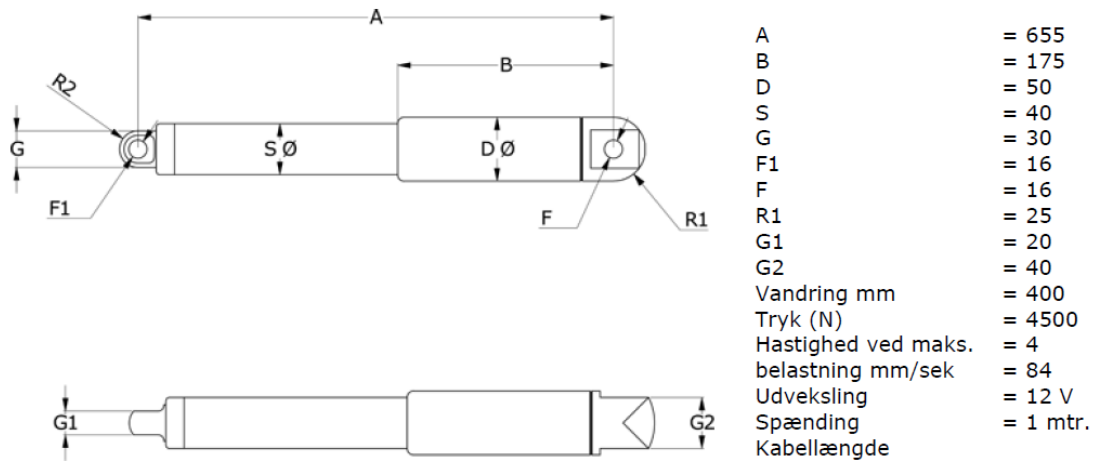 A
B
R2
G
S Ø
D Ø
F1
F
R1
G1
G2
A = 655
B = 175
D = 50
S = 40
G = 30
F1 = 16
F = 16
R1 = 25
G1 = 20
G2 = 40
Vandring mm = 400
Tryk (N) = 4500
Hastighed ved maks. = 4
belastning mm/sek = 84
Udveksling = 12 V
Spænding = 1 mtr.
Kabellængde